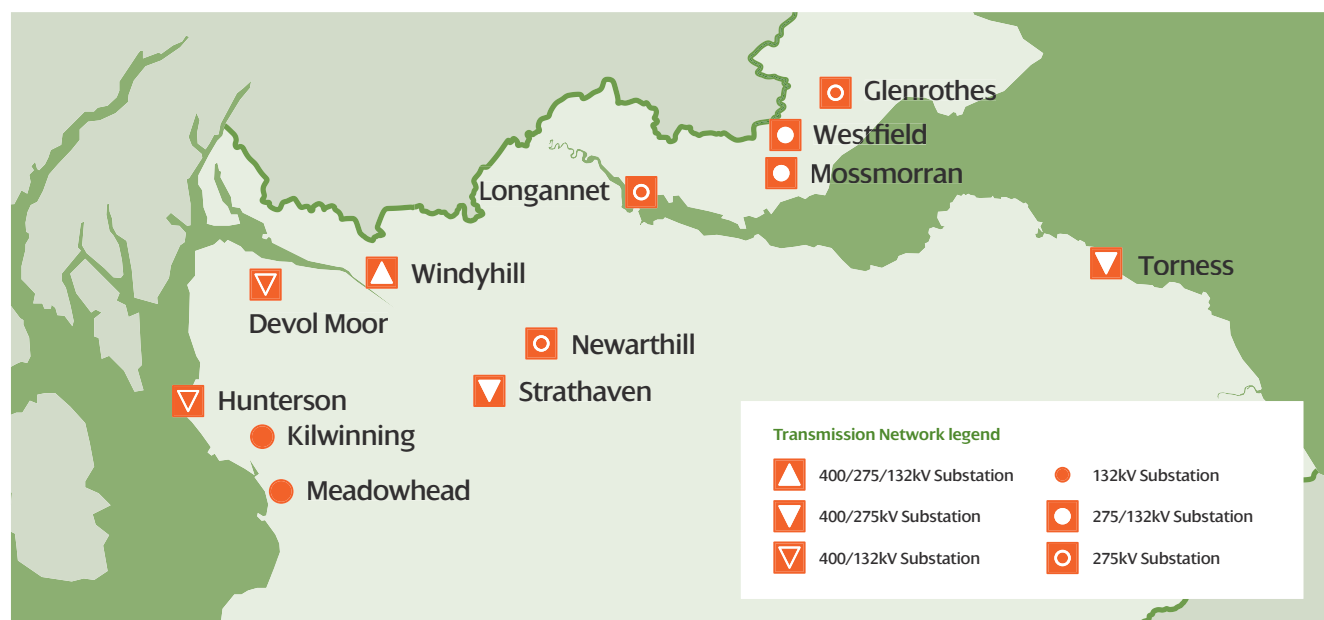 Glenrothes
Westfield
Mossmorran
Longannet
Torness
Windyhill
Devol Moor
Newarthill
Strathaven
Hunterson
Kilwinning
Meadowhead
Transmission Network legend
400/275/132kV Substation
132kV Substation
400/275kV Substation
275/132kV Substation
400/132kV Substation
275kV Substation